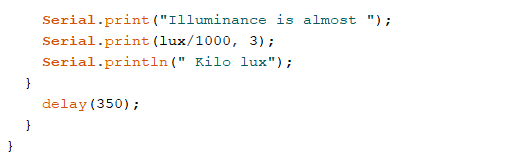 Serial.print("Illuminance is almost ");
Serial.print(lux/1000, 3);
Serial.println(" Kilo lux");
}
delay(350);
}
}